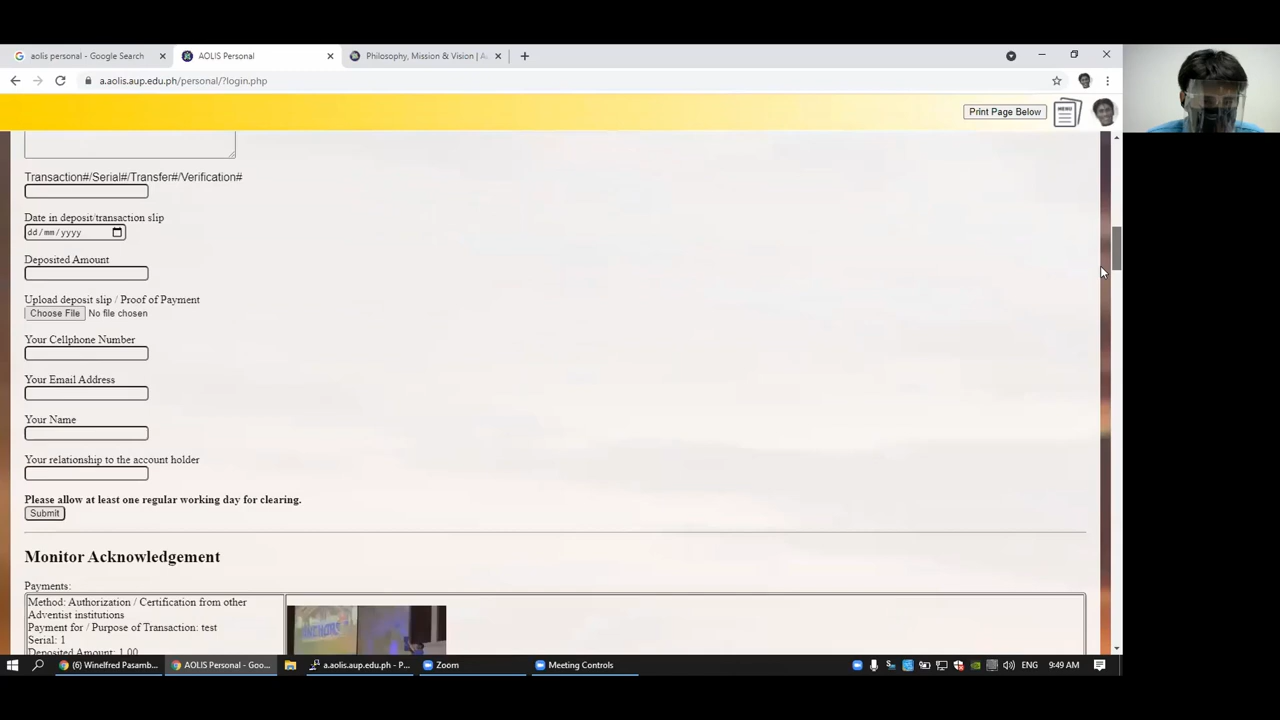 aolis personal - Google Search
AOLIS Personal
Philosophy, Mission & Vision | A
a.aolis.aup.edu.ph/personal/?login.php
Print Page Below
MENU
Transaction#/Serial#/Transfer#/Verification#
Date in deposit/transaction slip
dd/mm/yyyy
Deposited Amount
Upload deposit slip / Proof of Payment
Choose File No file chosen
Your Cellphone Number
Your Email Address
Your Name
Your relationship to the account holder
Please allow at least one regular working day for clearing.
Submit
Monitor Acknowledgement
Payments:
Method: Authorization / Certification from other
Adventist institutions
Payment for / Purpose of Transaction: test
Serial: 1
Deposited Amount: 1.00
(6) Winelfred Pasamb...
AOLIS Personal - Goo...
a.aolis.aup.edu.ph - P...
Zoom
Meeting Controls
ENG
9:49 AM